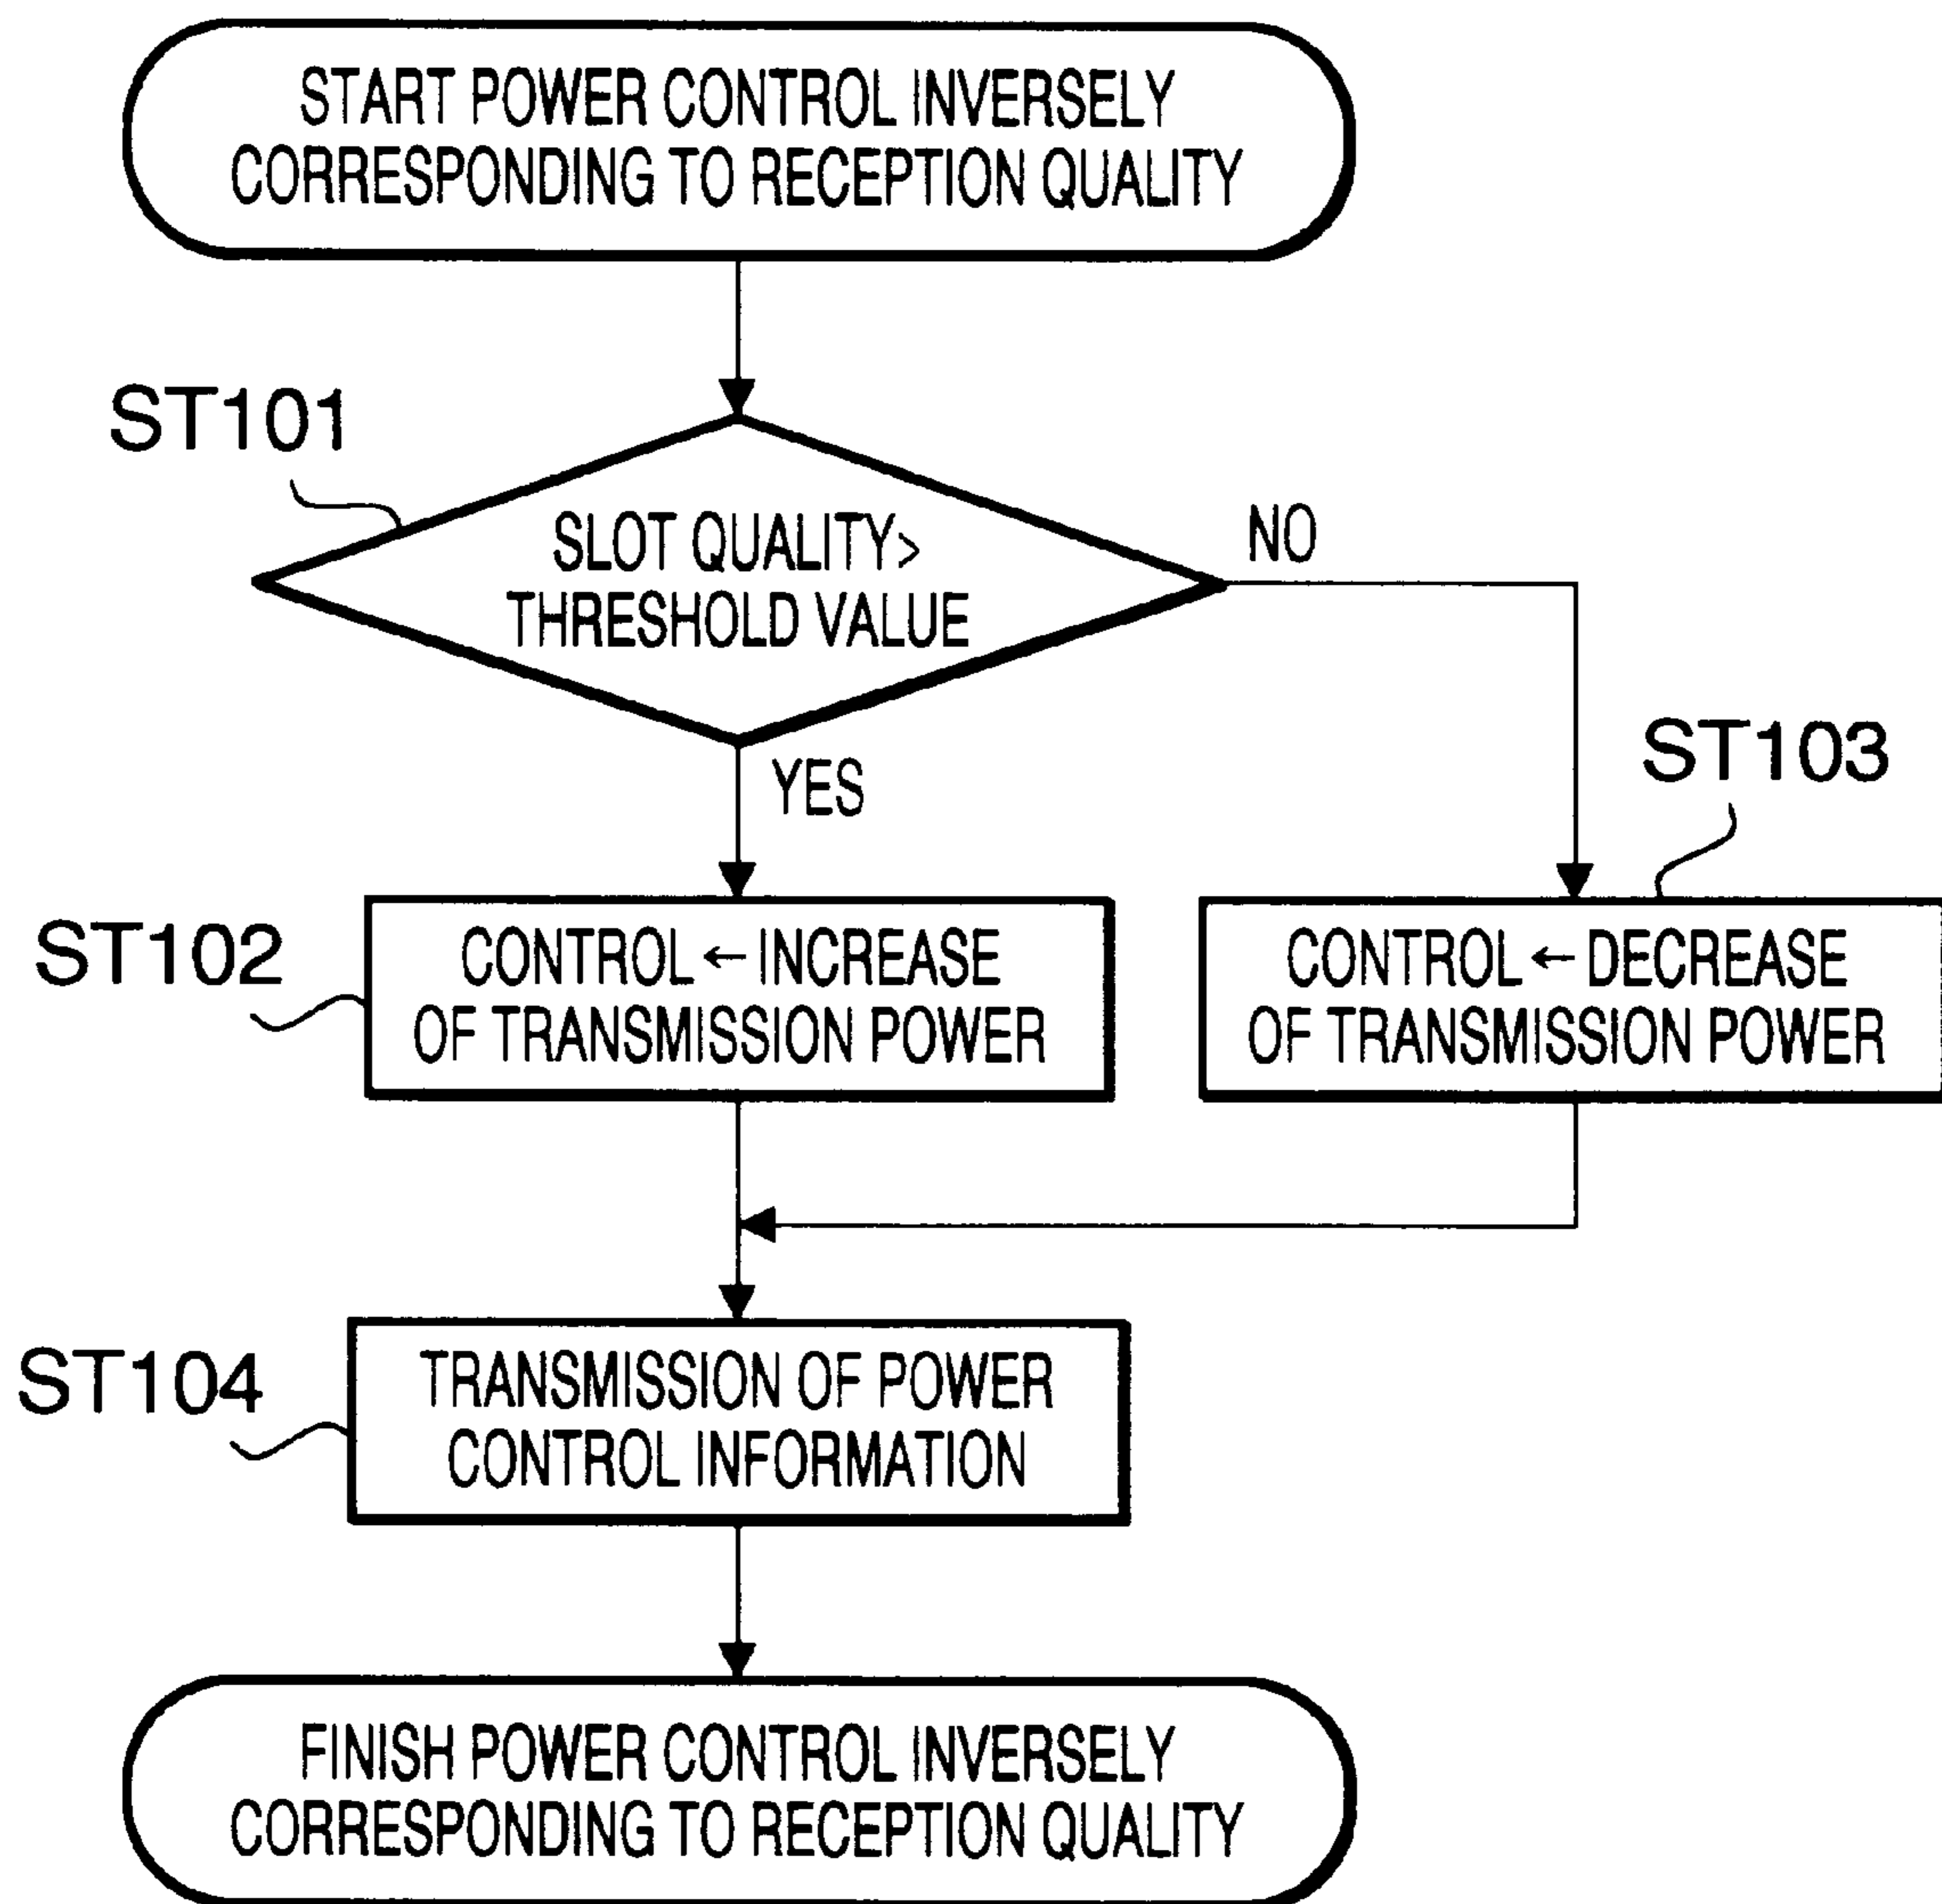 START POWER CONTROL INVERSELY
CORRESPONDING TO RECEPTION QUALITY
ST101
SLOT QUALITY>
THRESHOLD VALUE
NO
YES
ST103
ST102
CONTROL ← INCREASE
OF TRANSMISSION POWER
CONTROL ← DECREASE
OF TRANSMISSION POWER
ST104
TRANSMISSION OF POWER
CONTROL INFORMATION
FINISH POWER CONTROL INVERSELY
CORRESPONDING TO RECEPTION QUALITY